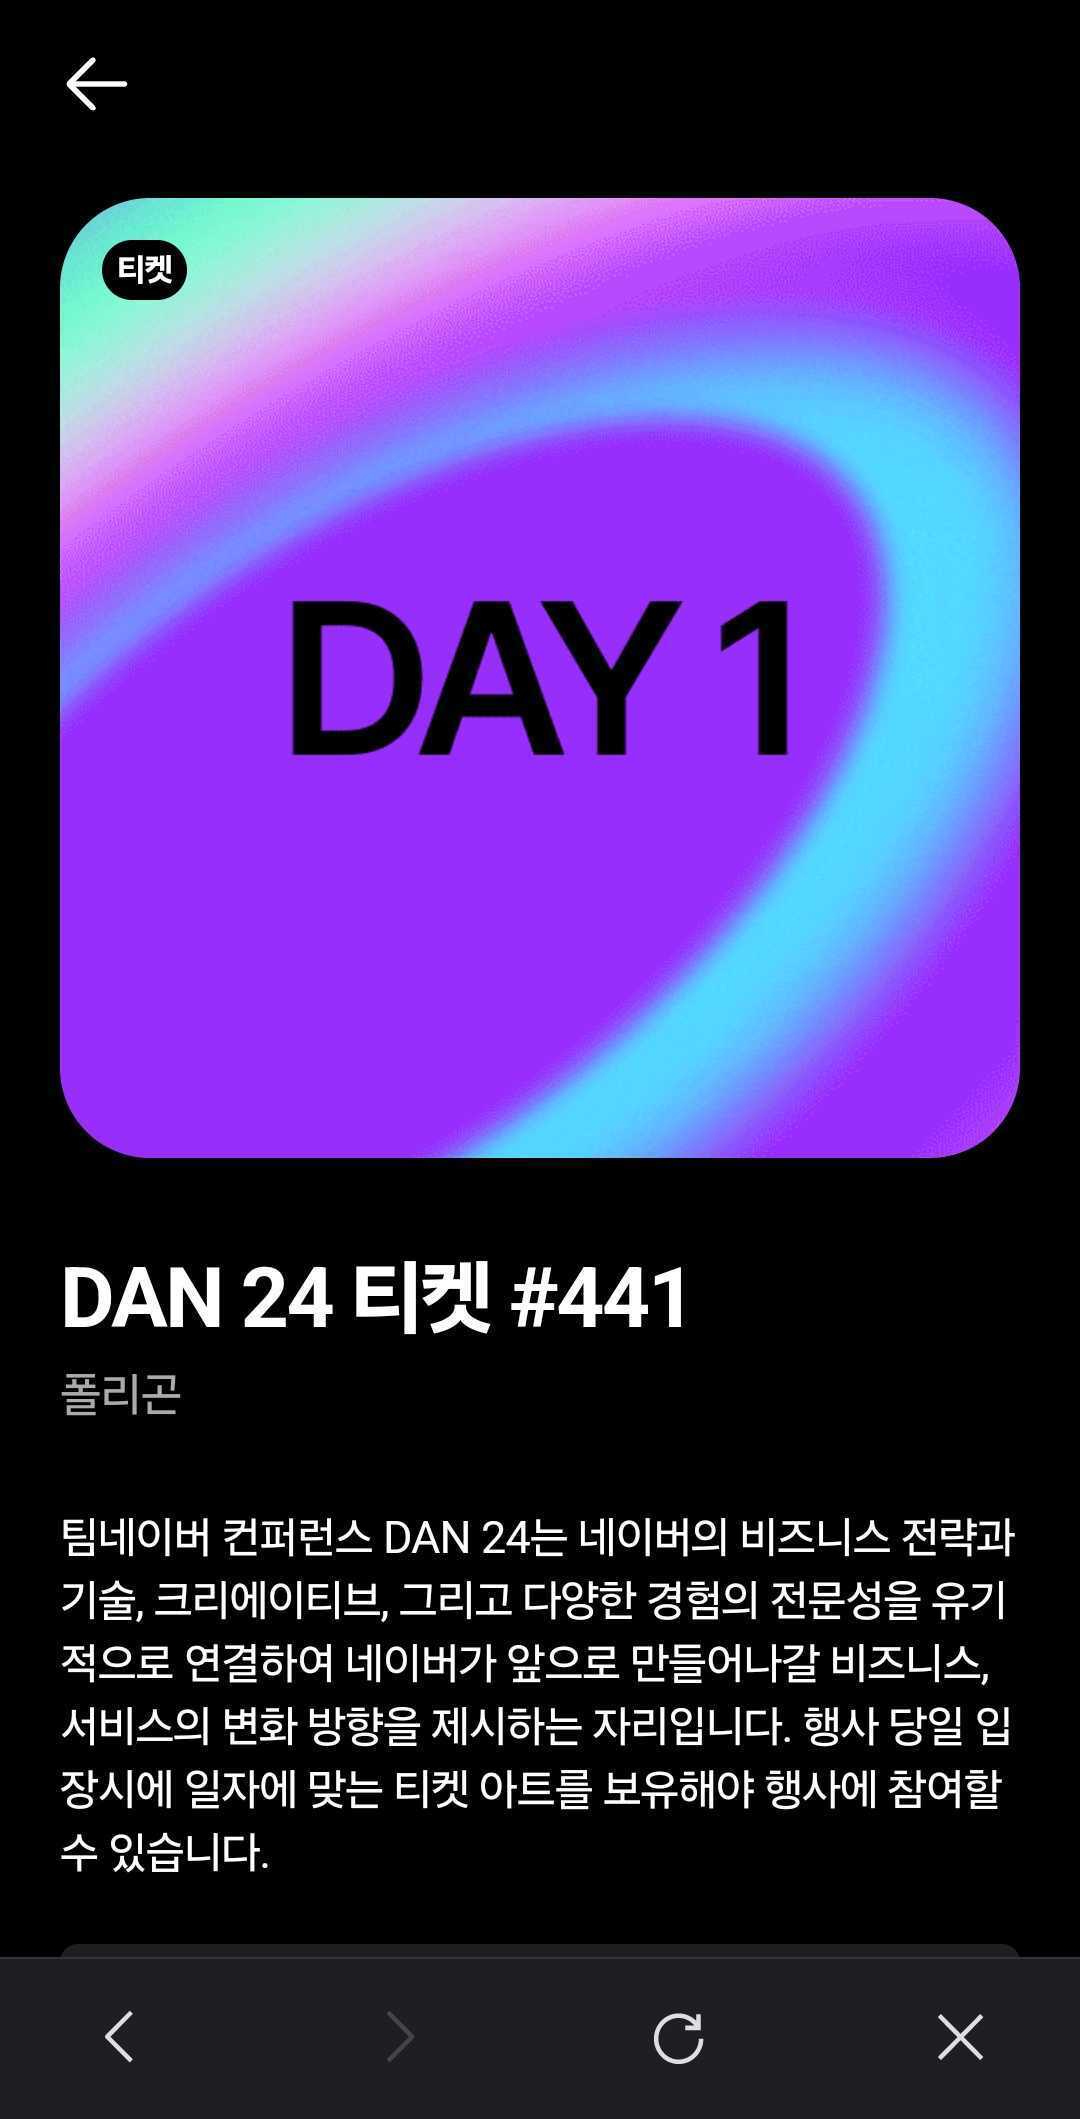 티켓
DAY 1
DAN 24 티켓 #441
폴리곤
팀네이버 컨퍼런스 DAN 24는 네이버의 비즈니스 전략과
기술, 크리에이티브, 그리고 다양한 경험의 전문성을 유기
적으로 연결하여 네이버가 앞으로 만들어나갈 비즈니스,
서비스의 변화 방향을 제시하는 자리입니다. 행사 당일 입
장시에 일자에 맞는 티켓 아트를 보유해야 행사에 참여할
수 있습니다.